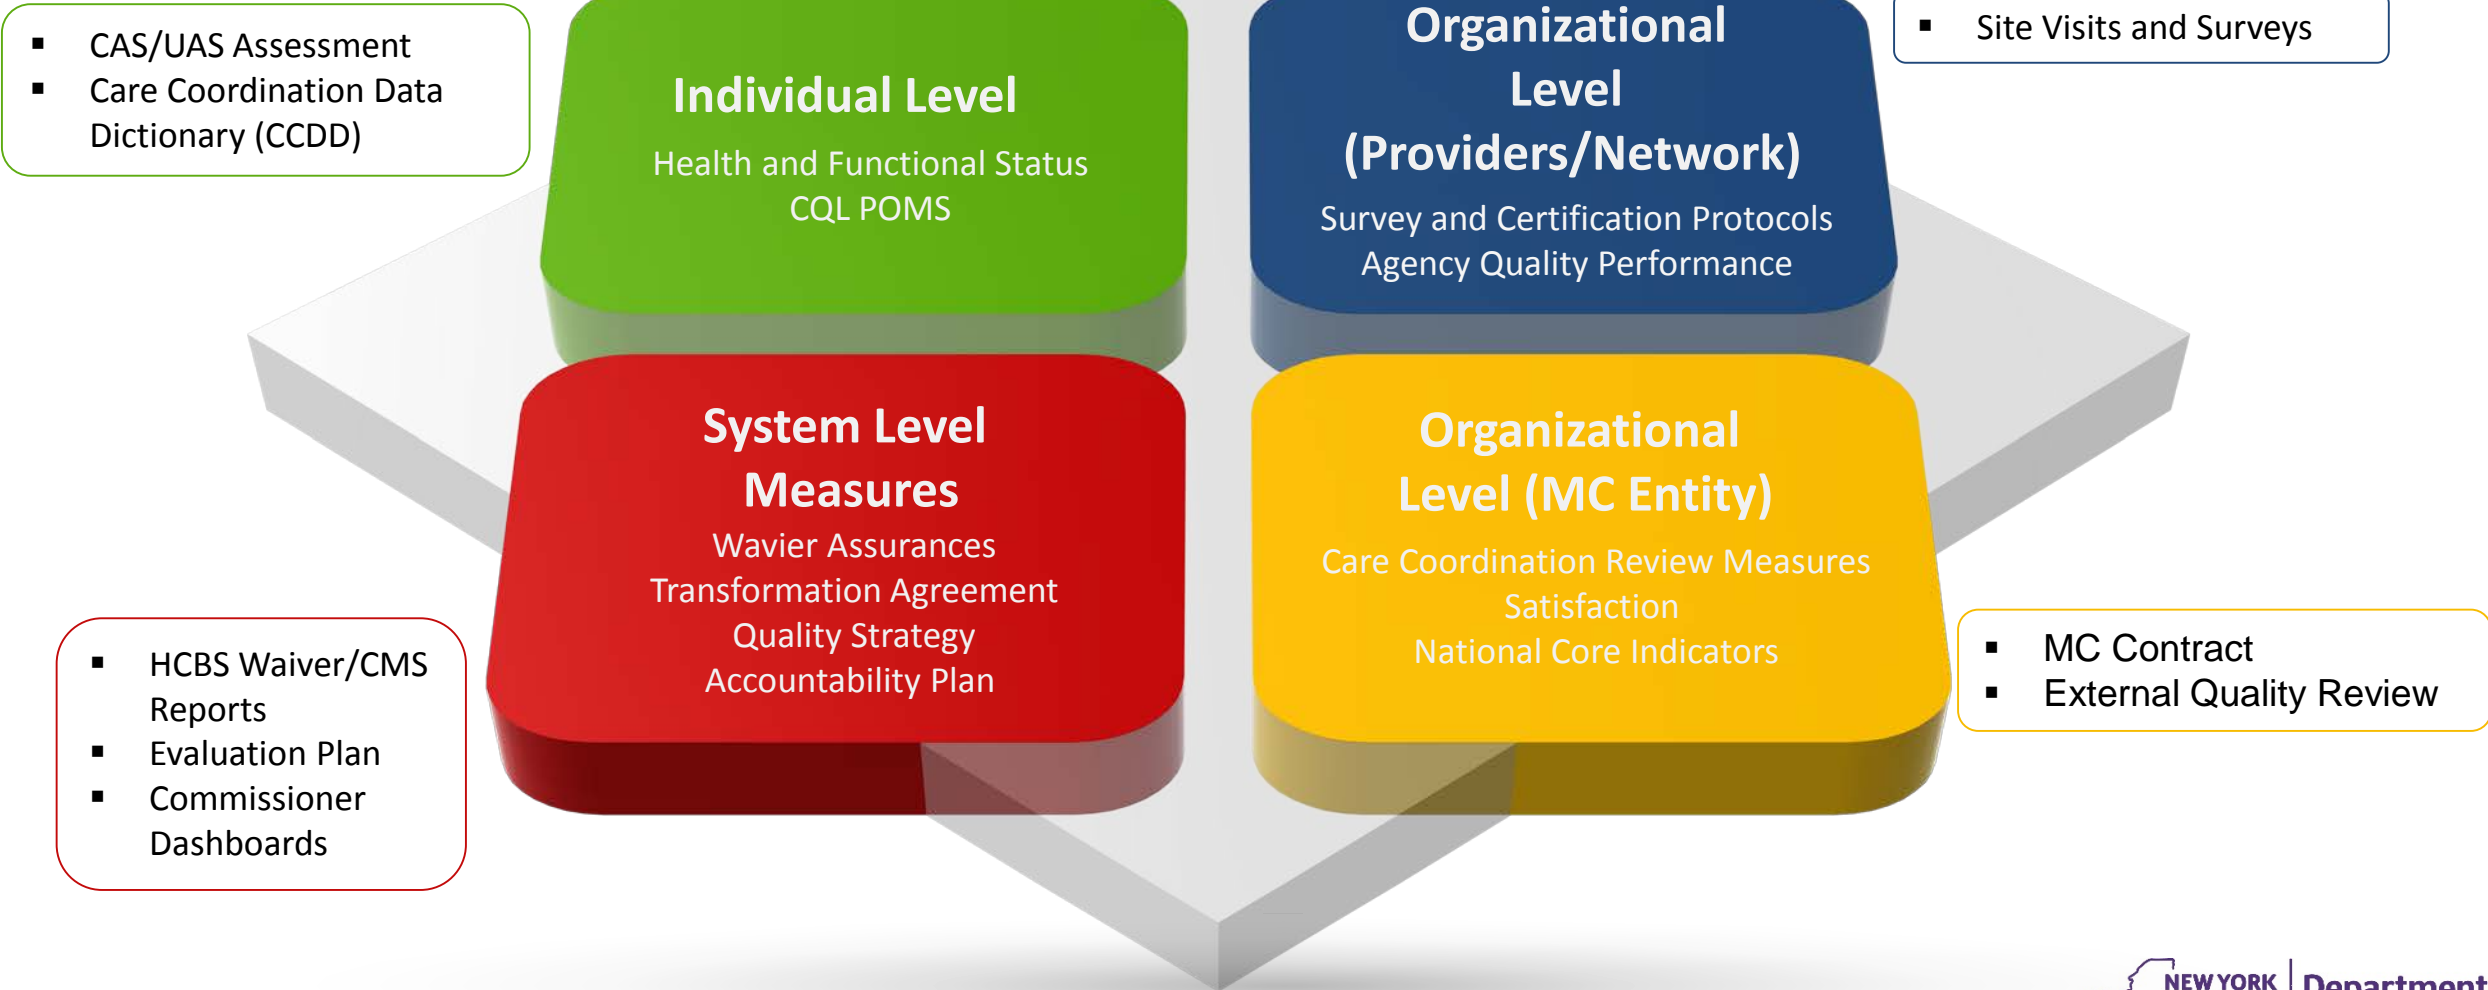 ▪ CAS/UAS Assessment
▪ Care Coordination Data
Dictionary (CCDD)
Individual Level
Health and Functional Status
CQL POMS
Organizational
Level
(Providers/Network)
Survey and Certification Protocols
Agency Quality Performance
▪ Site Visits and Surveys
System Level
Measures
Wavier Assurances
Transformation Agreement
Quality Strategy
Accountability Plan
▪ HCBS Waiver/CMS
Reports
▪ Evaluation Plan
▪ Commissioner
Dashboards
Organizational
Level (MC Entity)
Care Coordination Review Measures
Satisfaction
National Core Indicators
▪ MC Contract
▪ External Quality Review
NEW YORK
Department